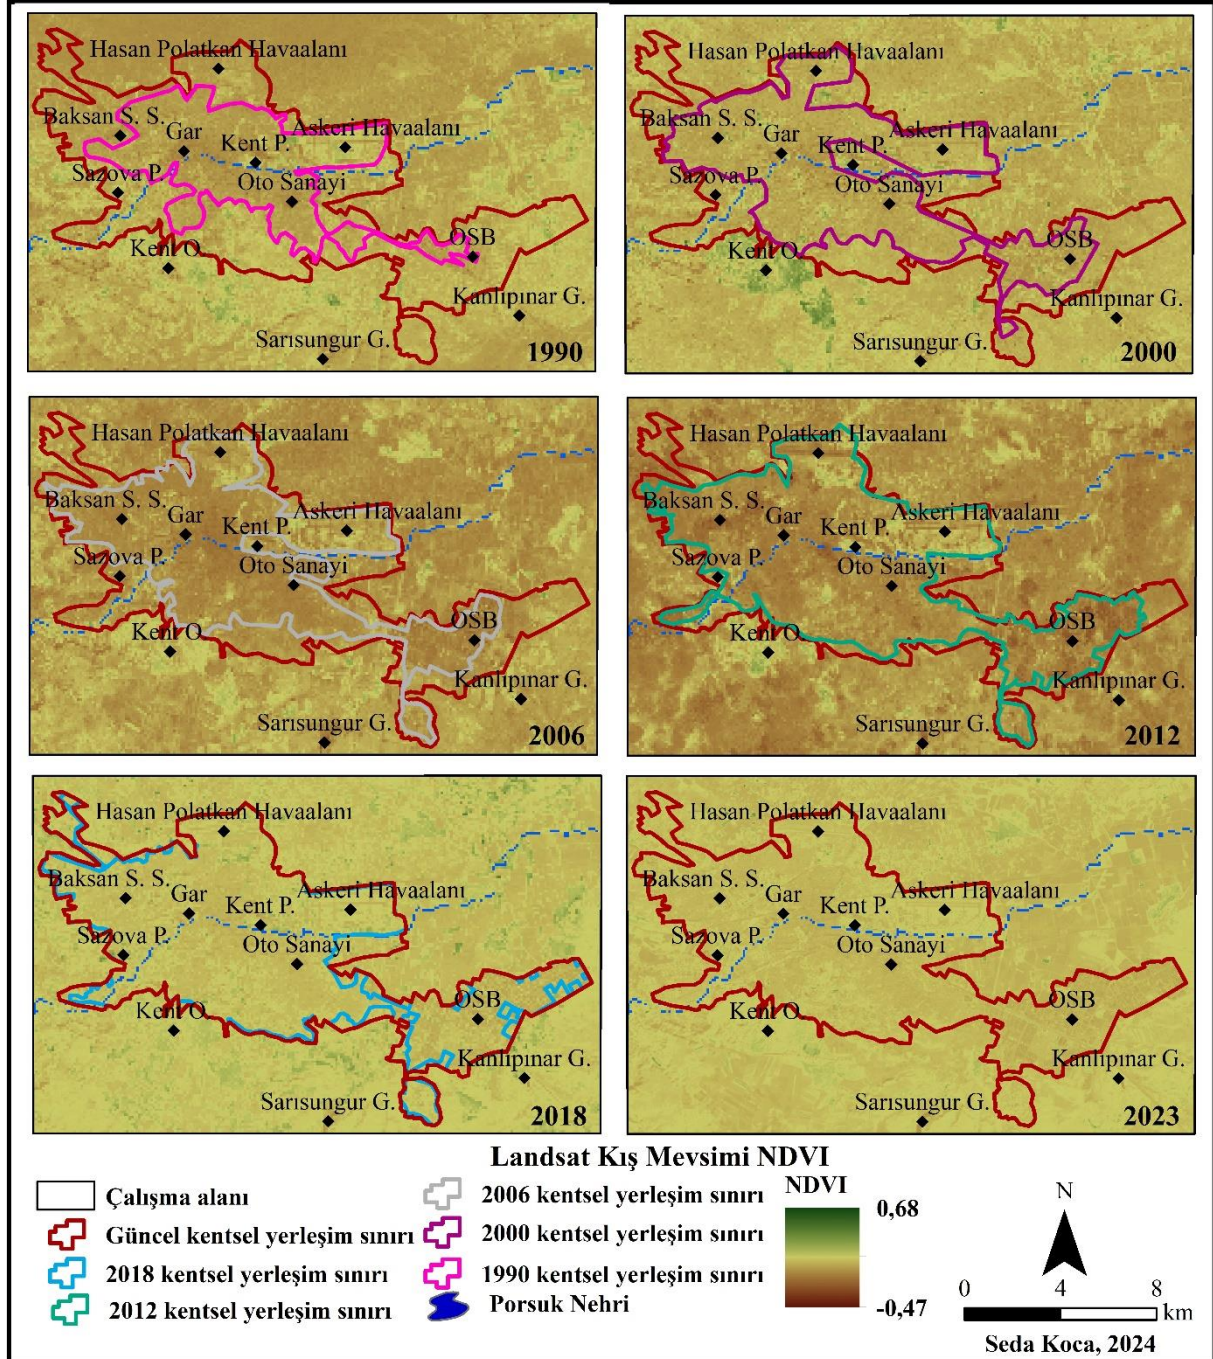 Hasan Polatkan Havaalanı
Baksan S. S.
Gar
Askeri Havaalanı
Kent P.
Sazova P.
Oto Sanayi
Kent O.
OSB
Kanlıpınar G.
Sarısungur G.
1990
Hasan Polatkan Havaalanı
Baksan S. S.
Gar
Askeri Havaalanı
Kent P.
Sazova P.
Oto Sanayi
Kent O.
OSB
Kanlıpınar G.
Sarısungur G.
2000
Hasan Polatkan Havaalanı
Baksan S. S.
Gar
Askeri Havaalanı
Kent P.
Sazova P.
Oto Sanayi
Kent O.
OSB
Kanlıpınar G.
Sarısungur G.
2006
Hasan Polatkan Havaalanı
Baksan S. S.
Gar
Askeri Havaalanı
Kent P.
Sazova P.
Oto Sanayi
Kent O.
OSB
Kanlıpınar G.
Sarısungur G.
2012
Hasan Polatkan Havaalanı
Baksan S. S.
Gar
Askeri Havaalanı
Kent P.
Sazova P.
Oto Sanayi
Kent O.
OSB
Kanlıpınar G.
Sarısungur G.
2018
Hasan Polatkan Havaalanı
Baksan S. S.
Gar
Askeri Havaalanı
Kent P.
Sazova P.
Oto Sanayi
Kent O.
OSB
Kanlıpınar G.
Sarısungur G.
2023
Landsat Kış Mevsimi NDVI
Çalışma alanı
Güncel kentsel yerleşim sınırı
2018 kentsel yerleşim sınırı
2012 kentsel yerleşim sınırı
2006 kentsel yerleşim sınırı
2000 kentsel yerleşim sınırı
1990 kentsel yerleşim sınırı
Porsuk Nehri
NDVI
0,68
-0,47
N
0 4 8
km
Seda Koca, 2024